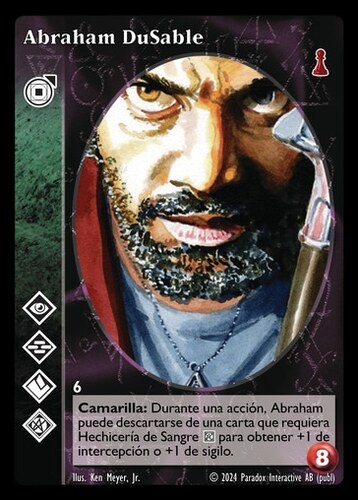 Abraham DuSable
6
Camarilla: Durante una acción, Abraham
puede descartarse de una carta que requiera
Hechicería de Sangre para obtener +1 de
intercepción o +1 de sigilo.
8
Ilus. Ken Meyer, Jr.
© 2024 Paradox Interactive AB (publ)